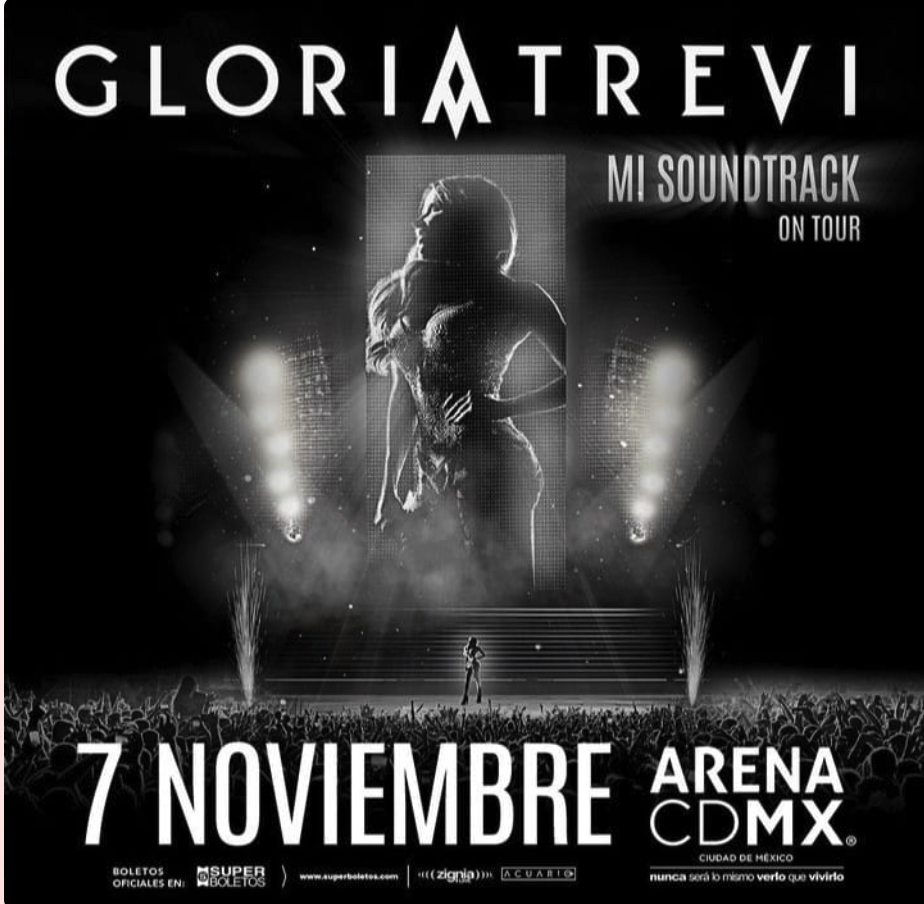 GLORIA TREVI
MI SOUNDTRACK
ON TOUR
7 NOVIEMBRE
ARENA
CDMX®
CIUDAD DE MÉXICO
nunca será lo mismo verlo que vivirlo
BOLETOS
OFICIALES EN:
SUPER
BOLETOS
www.superboletos.com
zignia
ACUARIO